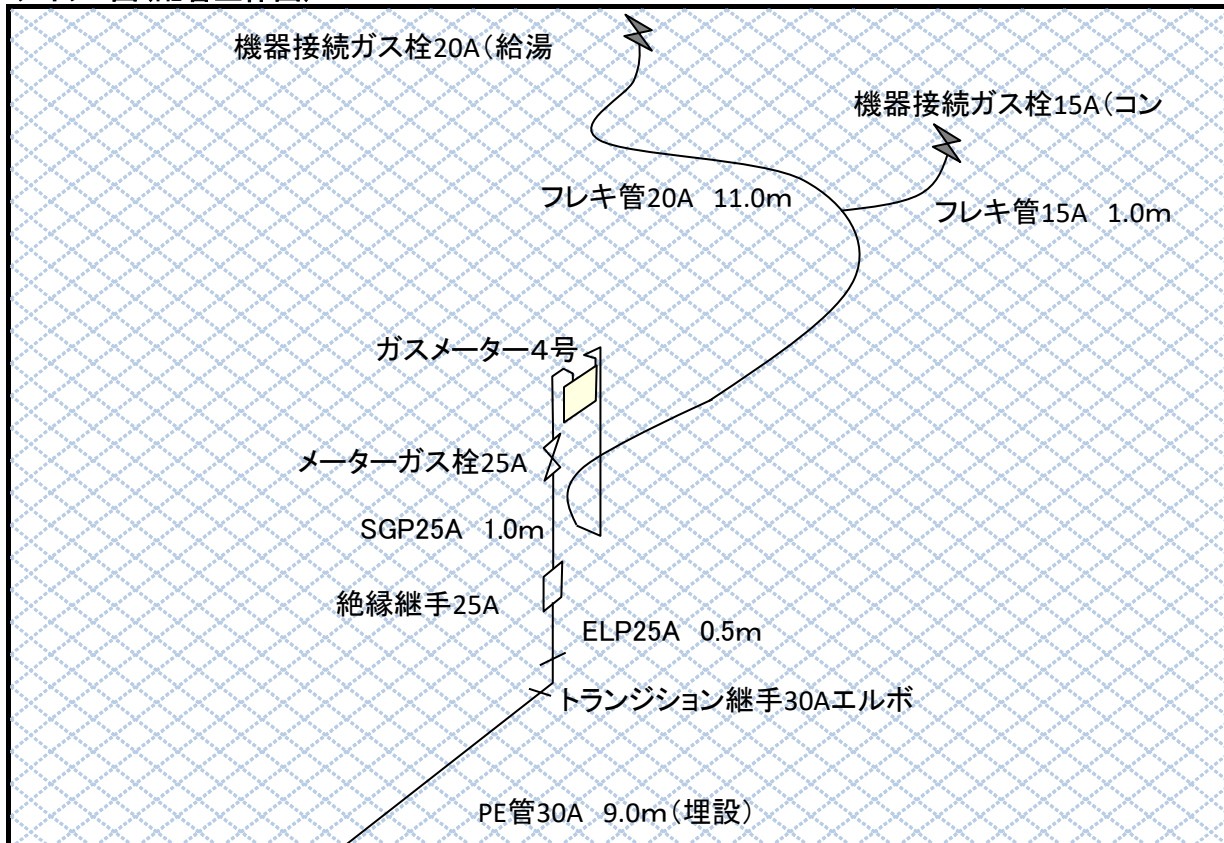 機器接続ガス栓20A（給湯
機器接続ガス栓15A（コン
フレキ管20A 11.0m
フレキ管15A 1.0m
ガスメーター４号
メーターガス栓25A
SGP25A 1.0m
絶縁継手25A
ELP25A 0.5m
トランジション継手30Aエルボ
PE管30A 9.0m（埋設）